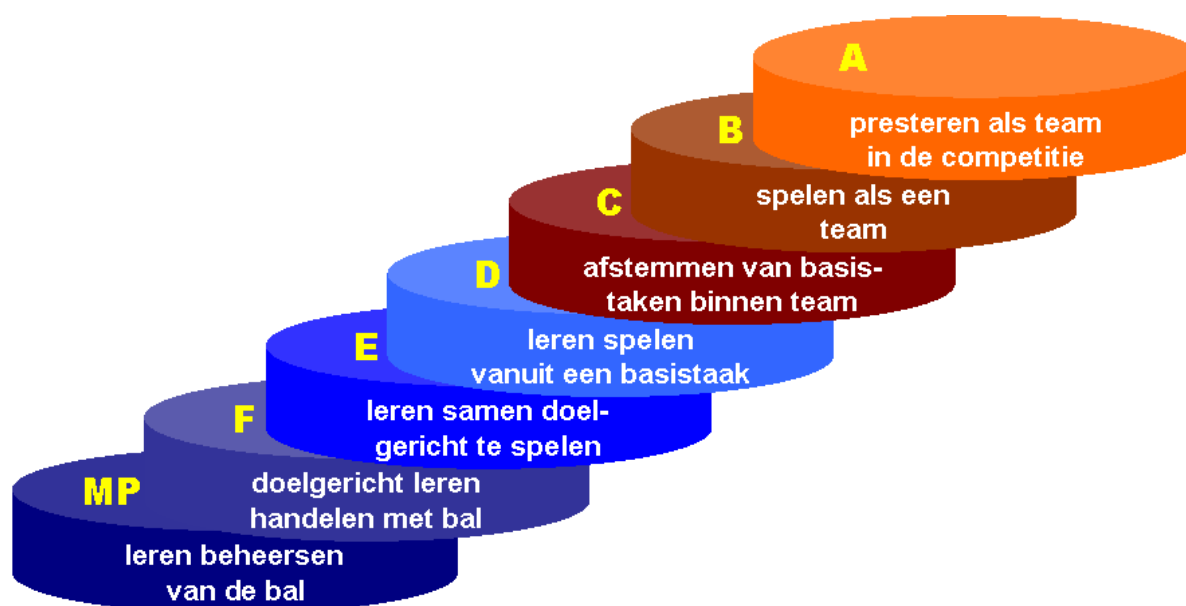 A
presteren als team
in de competitie
B
spelen als een
team
C
afstemmen van basis-
taken binnen team
D
leren spelen
vanuit een basistaak
E
leren samen doel-
gericht te spelen
F
doelgericht leren
handelen met bal
MP
leren beheersen
van de bal